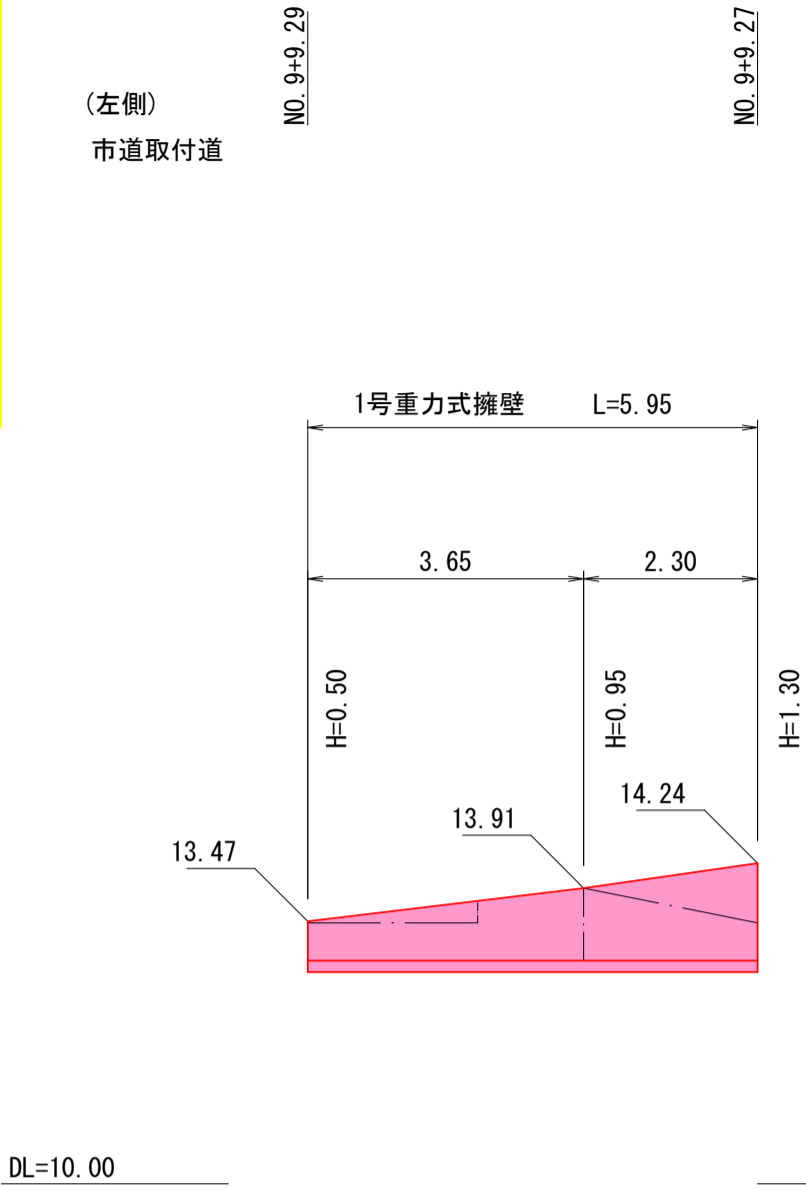 NO. 9+9.29
NO. 9+9.27
(左側)
市道取付道
1号重力式擁壁 L=5.95
3.65
2.30
H=0.50
H=0.95
H=1.30
14.24
13.91
13.47
DL=10.00